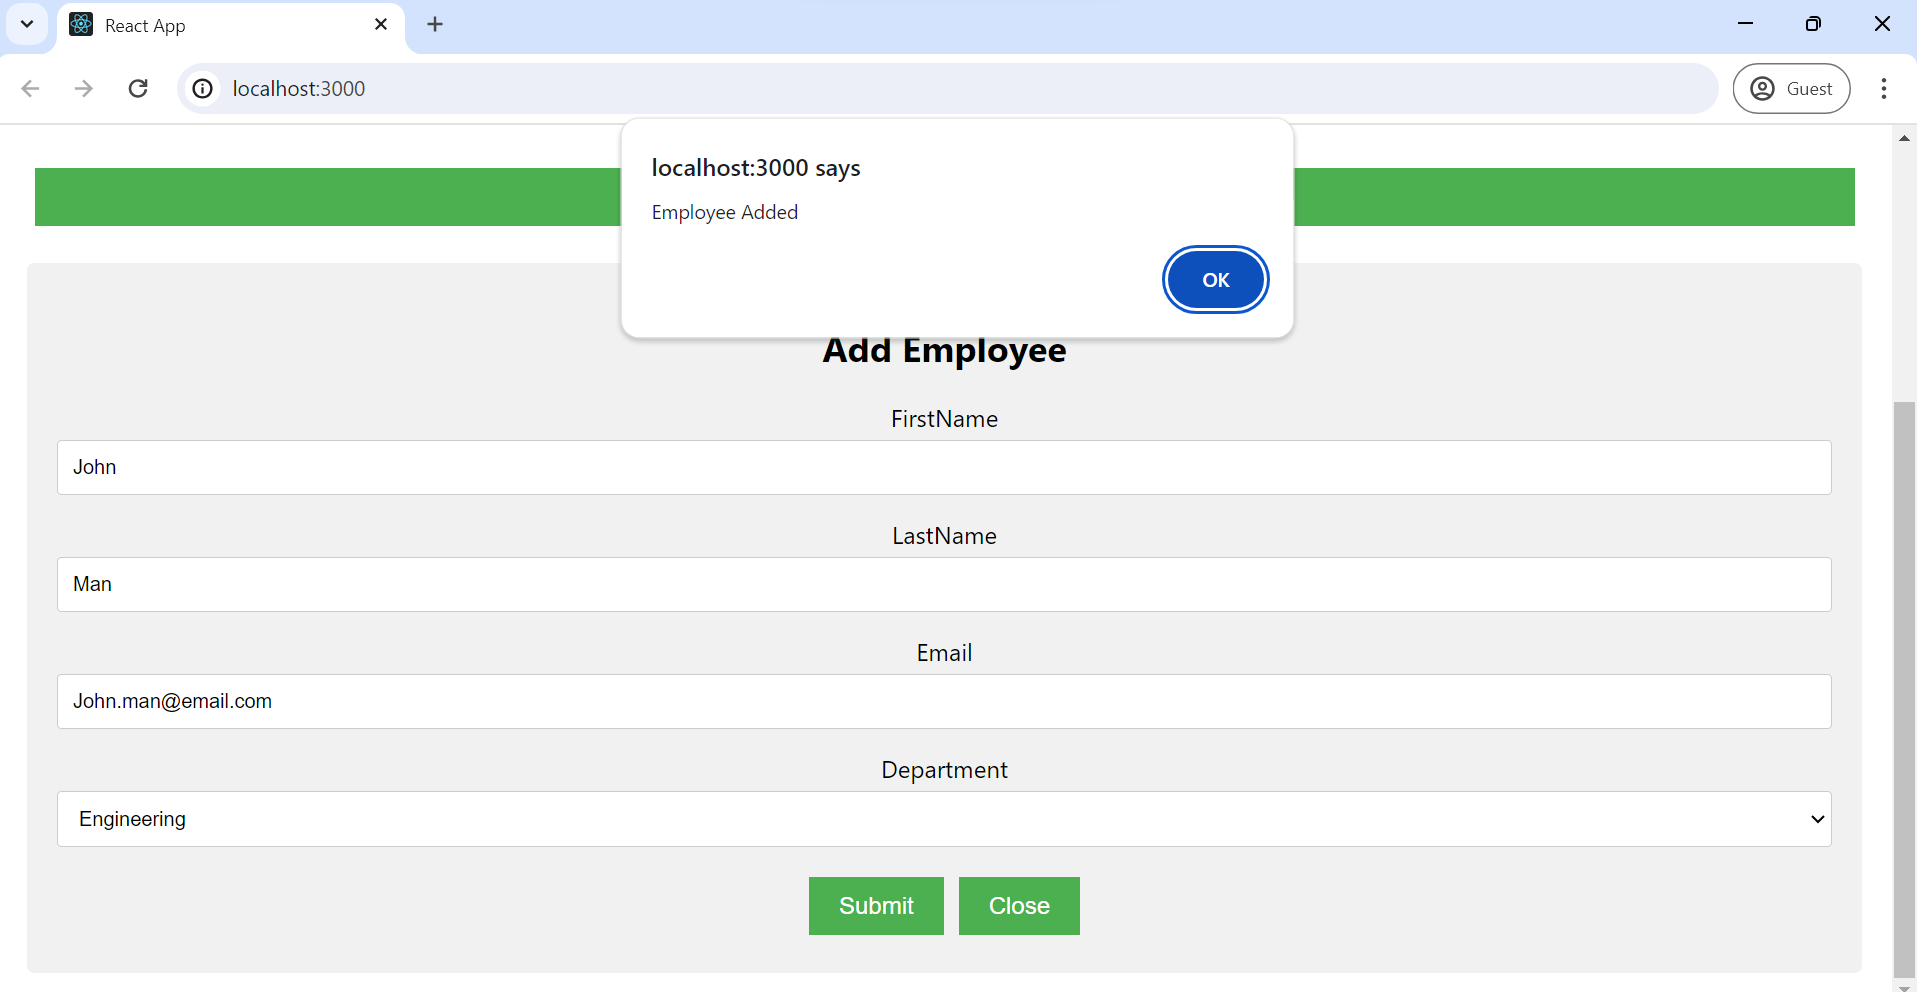 React App
localhost:3000
Guest
localhost:3000 says
Employee Added
OK
Add Employee
FirstName
John
LastName
Man
Email
John.man@email.com
Department
Engineering
Submit Close